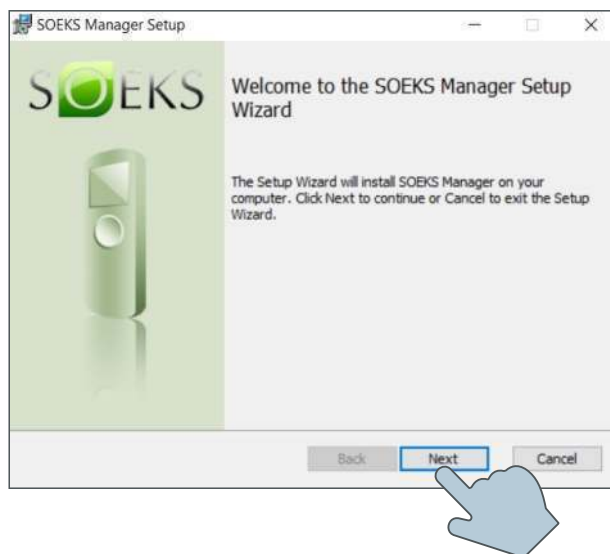 SOEKS Manager Setup
SOEKS
Welcome to the SOEKS Manager Setup
Wizard
The Setup Wizard will install SOEKS Manager on your
computer. Click Next to continue or Cancel to exit the Setup
Wizard.
Back Next Cancel